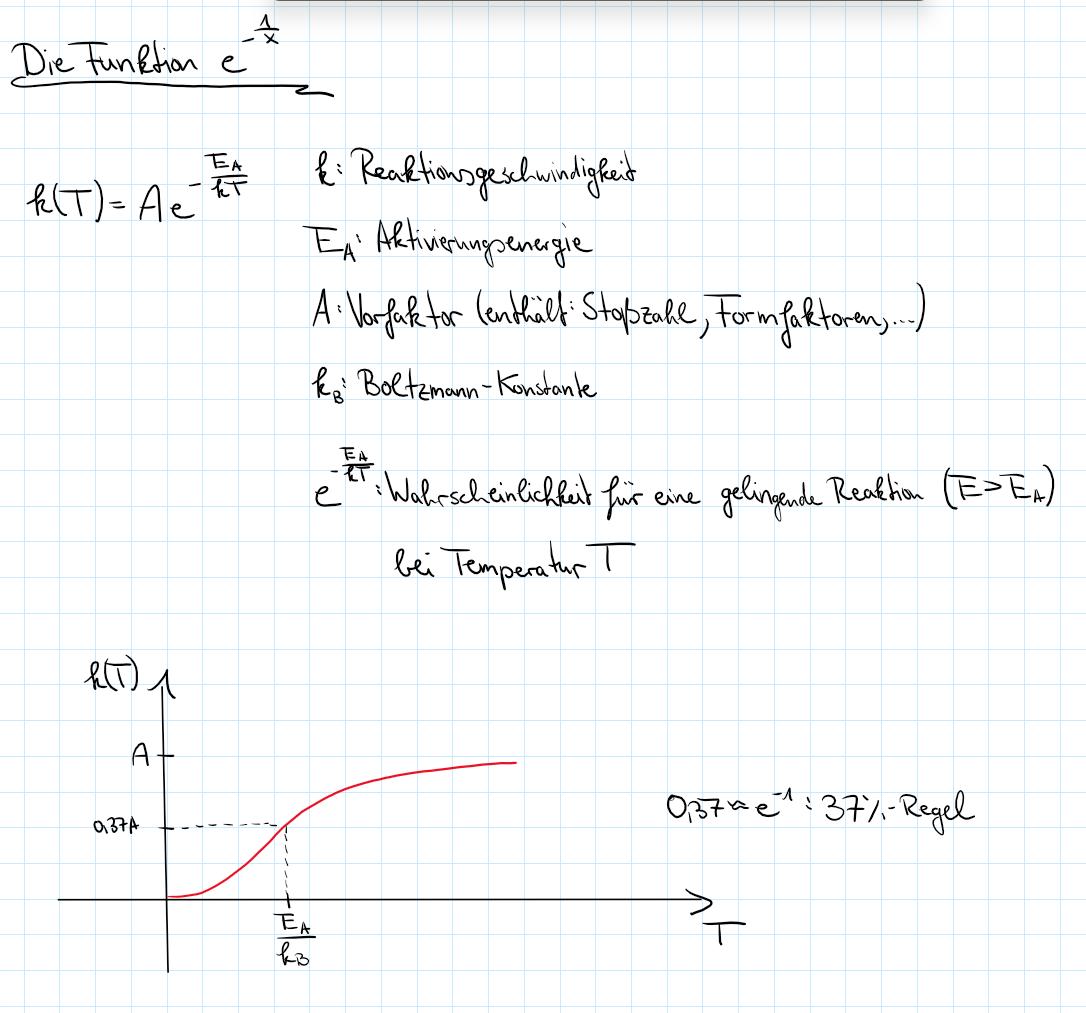 Die Funktion e^{-\frac{1}{x}}
k(T) = A e^{-\frac{E_A}{kT}}
k: Reaktionsgeschwindigkeit
E_A: Aktivierungsenergie
A: Vorfaktor (enthält: Stoßzahl, Formfaktoren, ...)
k_B: Boltzmann-Konstante
e^{-\frac{E_A}{kT}}: Wahrscheinlichkeit für eine gelingende Reaktion (E > E_A)
bei Temperatur T
k(T)
A
0,37A
0,37 ≈ e^{-1} : 37%-Regel
\frac{E_A}{k_B}
T